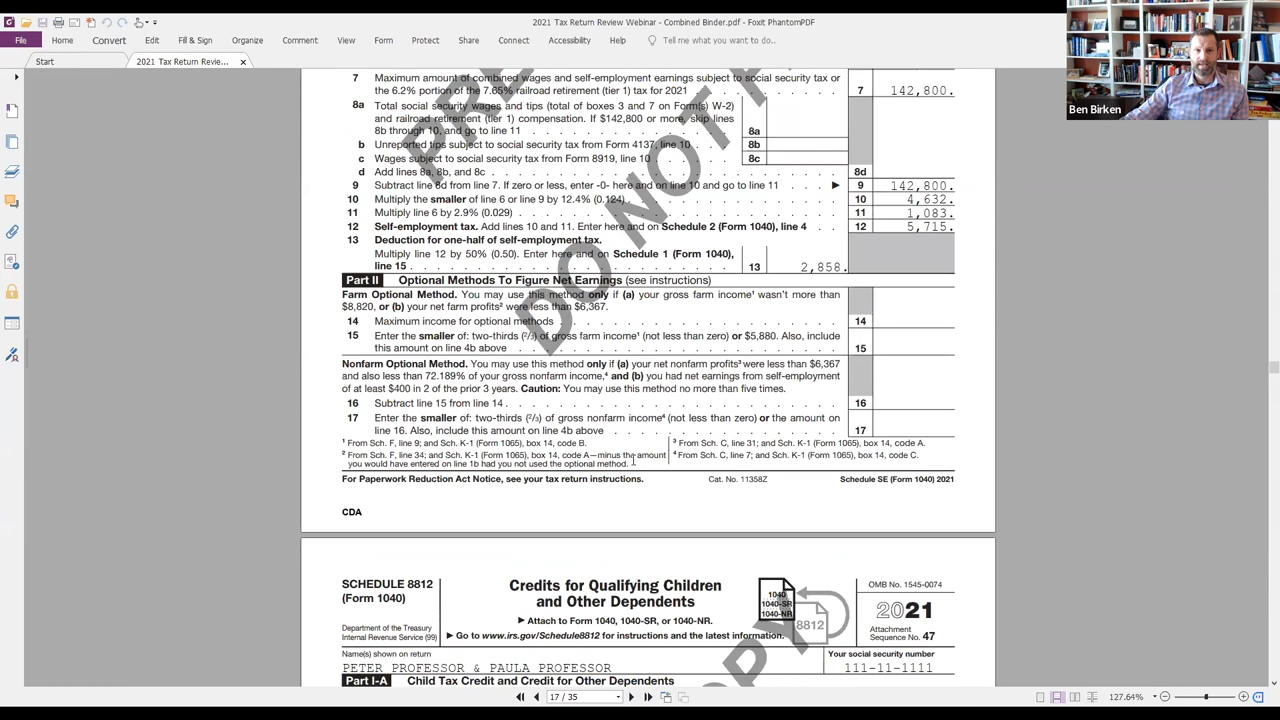 2021 Tax Return Review Webinar - Combined Binder.pdf - Foxit PhantomPDF
File Home Convert Edit Fill & Sign Organize Comment View Form Protect Share Connect Accessibility Help Tell me what you want to do...
Start 2021 Tax Return Revie...
Ben Birken
7 Maximum amount of combined wages and self-employment earnings subject to social security tax or
the 6.2% portion of the 7.65% railroad retirement (tier 1) tax for 2021 . . . . . . . . 7 142,800.
8a Total social security wages and tips (total of boxes 3 and 7 on Form(s) W-2)
and railroad retirement (tier 1) compensation. If $142,800 or more, skip lines
8b through 10, and go to line 11 . . . . . . . . . . . 8a
b Unreported tips subject to social security tax from Form 4137, line 10 . . . 8b
c Wages subject to social security tax from Form 8919, line 10 . . . . . . 8c
d Add lines 8a, 8b, and 8c . . . . . . . . . . . . . . . . . . 8d
9 Subtract line 8d from line 7. If zero or less, enter -0- here and on line 10 and go to line 11 . . . ▶ 9 142,800.
10 Multiply the smaller of line 6 or line 9 by 12.4% (0.124) . . . . . . . . . . . 10 4,632.
11 Multiply line 6 by 2.9% (0.029) . . . . . . . . . . . . . . . . . 11 1,083.
12 Self-employment tax. Add lines 10 and 11. Enter here and on Schedule 2 (Form 1040), line 4 . . 12 5,715.
13 Deduction for one-half of self-employment tax.
Multiply line 12 by 50% (0.50). Enter here and on Schedule 1 (Form 1040),
line 15 . . . . . . . . . . . . . . . . . 13 2,858.
Part II Optional Methods To Figure Net Earnings (see instructions)
Farm Optional Method. You may use this method only if (a) your gross farm income¹ wasn't more than
$8,820, or (b) your net farm profits² were less than $6,367.
14 Maximum income for optional methods . . . . . . . . . . . . . . . 14
15 Enter the smaller of: two-thirds (2/3) of gross farm income¹ (not less than zero) or $5,880. Also, include
this amount on line 4b above . . . . . . . . . . . . . . . . . 15
Nonfarm Optional Method. You may use this method only if (a) your net nonfarm profits³ were less than $6,367
and also less than 72.189% of your gross nonfarm income,⁴ and (b) you had net earnings from self-employment
of at least $400 in 2 of the prior 3 years. Caution: You may use this method no more than five times.
16 Subtract line 15 from line 14 . . . . . . . . . . . . . . . . . . 16
17 Enter the smaller of: two-thirds (2/3) of gross nonfarm income⁴ (not less than zero) or the amount on
line 16. Also, include this amount on line 4b above . . . . . . . . . . . . 17
¹ From Sch. F, line 9; and Sch. K-1 (Form 1065), box 14, code B.
² From Sch. F, line 34; and Sch. K-1 (Form 1065), box 14, code A—minus the amount
you would have entered on line 1b had you not used the optional method.
³ From Sch. C, line 31; and Sch. K-1 (Form 1065), box 14, code A.
⁴ From Sch. C, line 7; and Sch. K-1 (Form 1065), box 14, code C.
For Paperwork Reduction Act Notice, see your tax return instructions. Cat. No. 11358Z Schedule SE (Form 1040) 2021
CDA
DO NOT
SCHEDULE 8812
(Form 1040)
Department of the Treasury
Internal Revenue Service (99)
Credits for Qualifying Children
and Other Dependents
▶ Attach to Form 1040, 1040-SR, or 1040-NR.
▶ Go to www.irs.gov/Schedule8812 for instructions and the latest information.
1040
1040-SR
1040-NR
8812
OMB No. 1545-0074
2021
Attachment
Sequence No. 47
Name(s) shown on return Your social security number
PETER PROFESSOR & PAULA PROFESSOR 111-11-1111
Part I-A Child Tax Credit and Credit for Other Dependents
17 / 35 127.64%